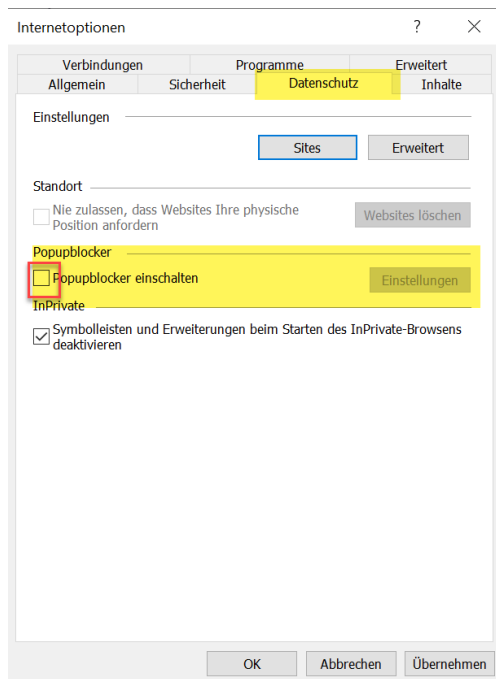 Internetoptionen ?
Verbindungen Programme Erweitert
Allgemein Sicherheit Datenschutz Inhalte
Einstellungen
Sites Erweitert
Standort
Nie zulassen, dass Websites Ihre physische
Position anfordern
Websites löschen
Popupblocker
Popupblocker einschalten Einstellungen
InPrivate
Symbolleisten und Erweiterungen beim Starten des InPrivate-Browsens
deaktivieren
OK Abbrechen Übernehmen